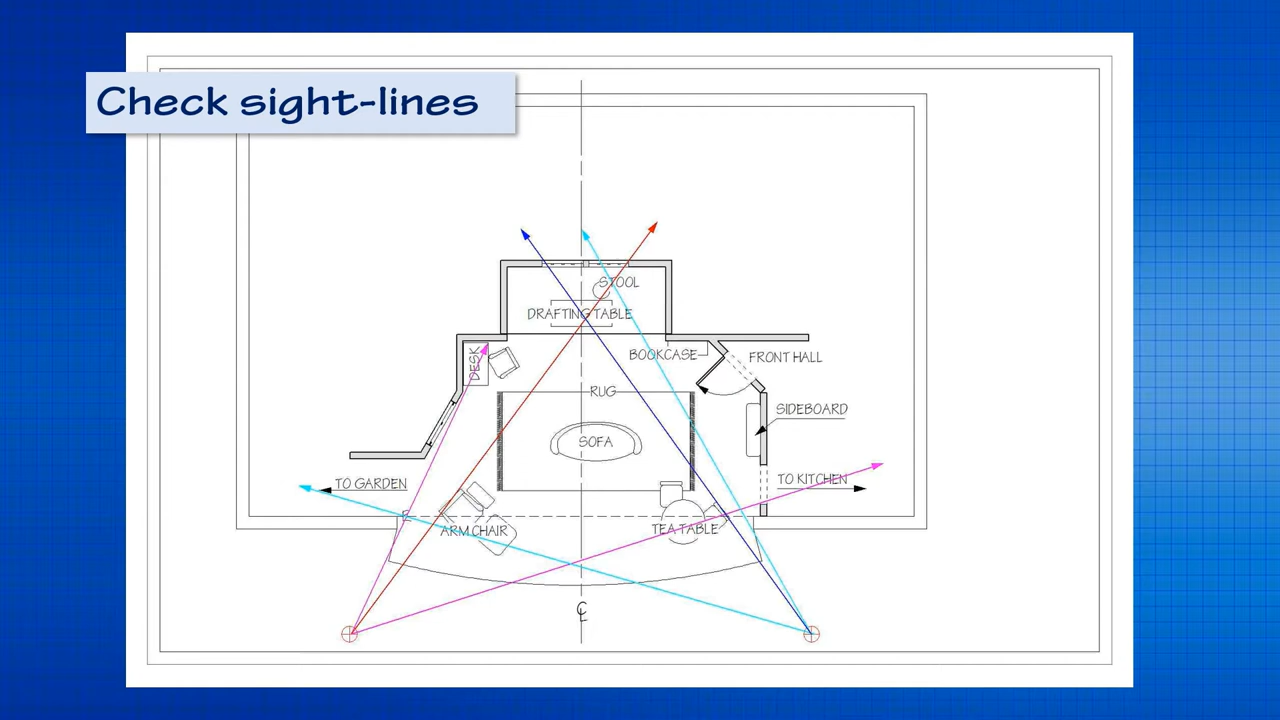 Check sight-lines
STOOL
DRAFTING TABLE
DESK
BOOKCASE
FRONT HALL
RUG
SIDEBOARD
SOFA
TO GARDEN
TO KITCHEN
ARM CHAIR
TEA TABLE
℄